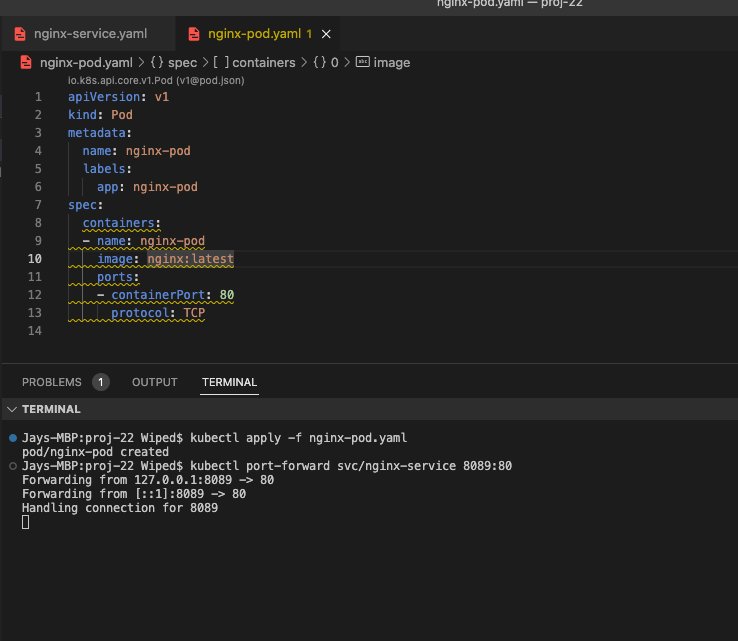 nginx-pod.yaml — proj-22
nginx-service.yaml
nginx-pod.yaml 1
nginx-pod.yaml > {} spec > [ ] containers > {} 0 > abc image
io.k8s.api.core.v1.Pod (v1@pod.json)
1 apiVersion: v1
2 kind: Pod
3 metadata:
4 name: nginx-pod
5 labels:
6 app: nginx-pod
7 spec:
8 containers:
9 - name: nginx-pod
10 image: nginx:latest
11 ports:
12 - containerPort: 80
13 protocol: TCP
14
PROBLEMS 1 OUTPUT TERMINAL
TERMINAL
Jays-MBP:proj-22 Wiped$ kubectl apply -f nginx-pod.yaml
pod/nginx-pod created
Jays-MBP:proj-22 Wiped$ kubectl port-forward svc/nginx-service 8089:80
Forwarding from 127.0.0.1:8089 -> 80
Forwarding from [::1]:8089 -> 80
Handling connection for 8089